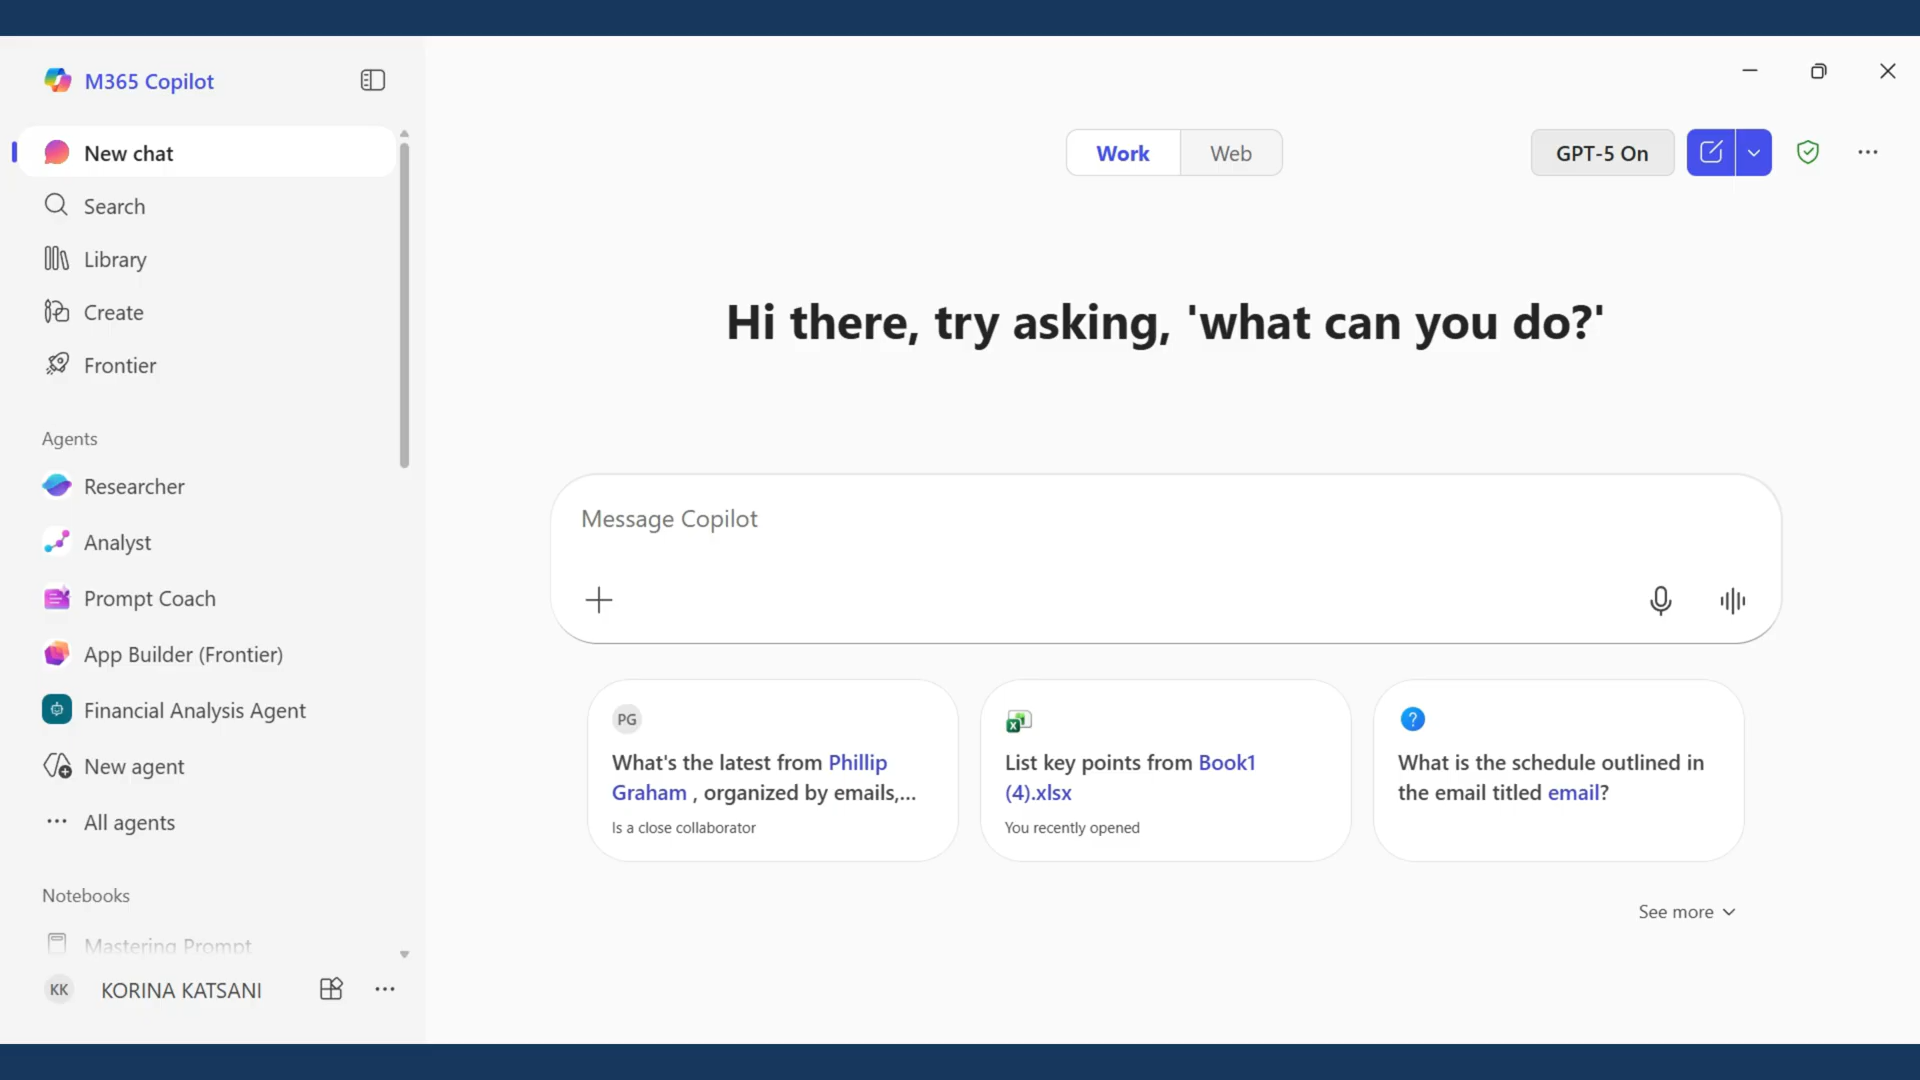 M365 Copilot
New chat
Search
Library
Create
Frontier
Agents
Researcher
Analyst
Prompt Coach
App Builder (Frontier)
Financial Analysis Agent
New agent
All agents
Notebooks
Mastering Prompt
KK
KORINA KATSANI
Work
Web
GPT-5 On
Hi there, try asking, 'what can you do?'
Message Copilot
PG
What's the latest from Phillip
Graham , organized by emails,...
Is a close collaborator
List key points from Book1
(4).xlsx
You recently opened
What is the schedule outlined in
the email titled email?
See more